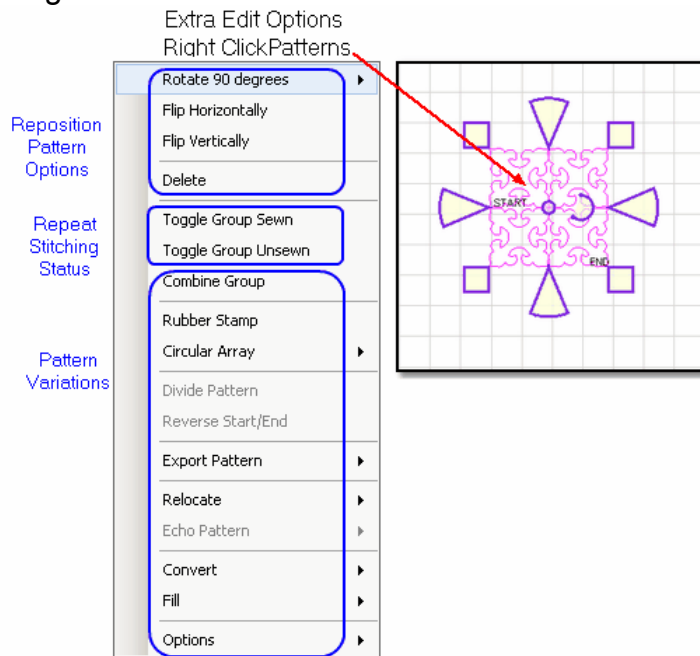 Extra Edit Options
Right ClickPatterns
Rotate 90 degrees
Flip Horizontally
Flip Vertically
Delete
Reposition
Pattern
Options
Toggle Group Sewn
Toggle Group Unsewn
Repeat
Stitching
Status
Combine Group
Rubber Stamp
Circular Array
Divide Pattern
Reverse Start/End
Export Pattern
Relocate
Echo Pattern
Convert
Fill
Options
Pattern
Variations
START
END